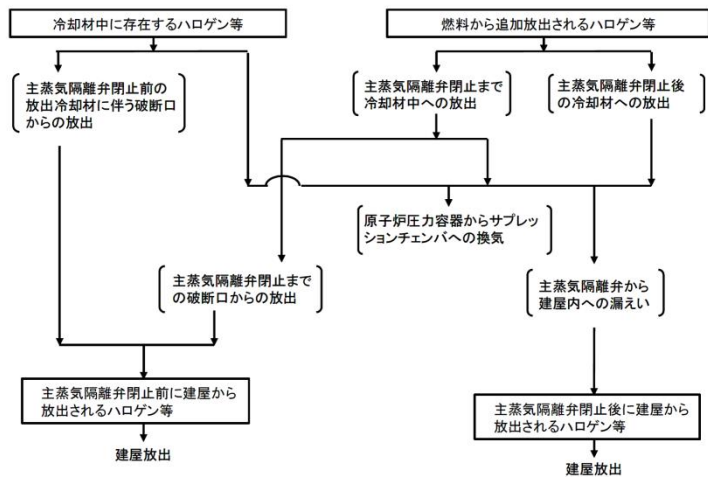 冷却材中に存在するハロゲン等
燃料から追加放出されるハロゲン等
主蒸気隔離弁閉止前の
放出冷却材に伴う破断口
からの放出
主蒸気隔離弁閉止まで
冷却材中への放出
主蒸気隔離弁閉止後
の冷却材への放出
原子炉圧力容器からサプレッ
ションチェンバへの換気
主蒸気隔離弁閉止まで
の破断口からの放出
主蒸気隔離弁から
建屋内への漏えい
主蒸気隔離弁閉止前に建屋から
放出されるハロゲン等
主蒸気隔離弁閉止後に建屋から
放出されるハロゲン等
建屋放出
建屋放出